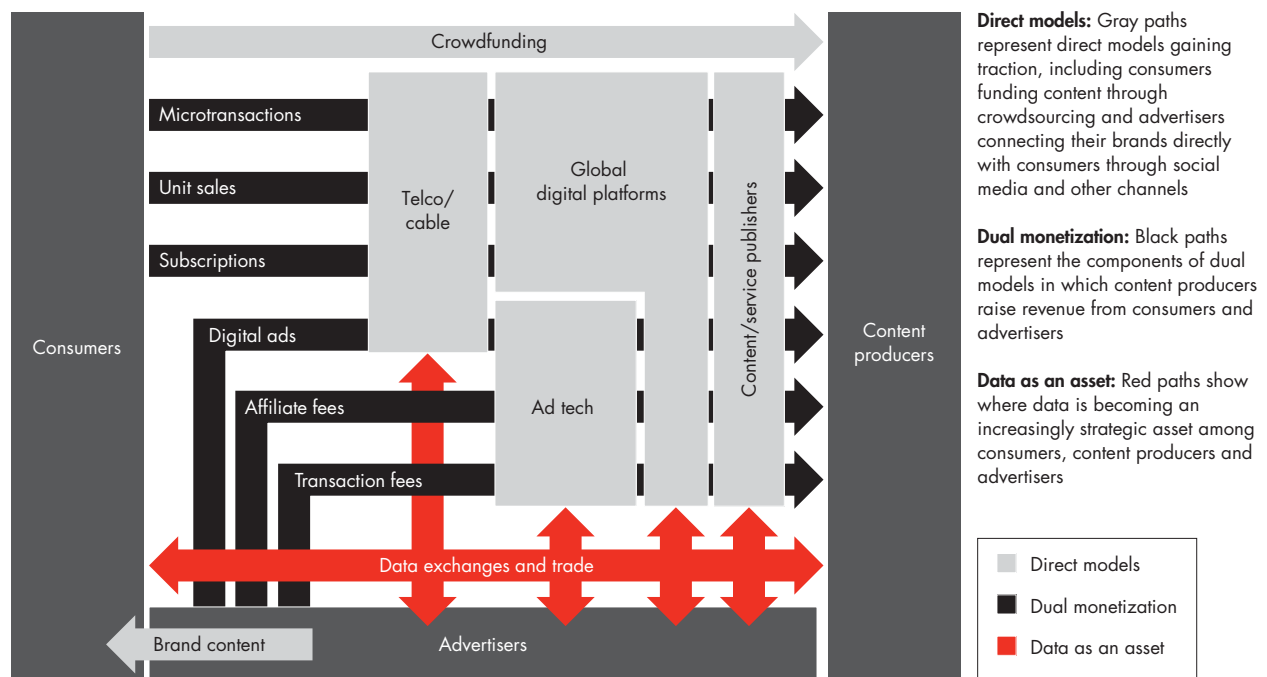 Crowdfunding
Microtransactions
Unit sales
Subscriptions
Digital ads
Affiliate fees
Transaction fees
Consumers
Telco/
cable
Global
digital platforms
Ad tech
Content/service publishers
Content
producers
Data exchanges and trade
Brand content
Advertisers
Direct models: Gray paths
represent direct models gaining
traction, including consumers
funding content through
crowdsourcing and advertisers
connecting their brands directly
with consumers through social
media and other channels
Dual monetization: Black paths
represent the components of dual
models in which content producers
raise revenue from consumers and
advertisers
Data as an asset: Red paths show
where data is becoming an
increasingly strategic asset among
consumers, content producers and
advertisers
Direct models
Dual monetization
Data as an asset